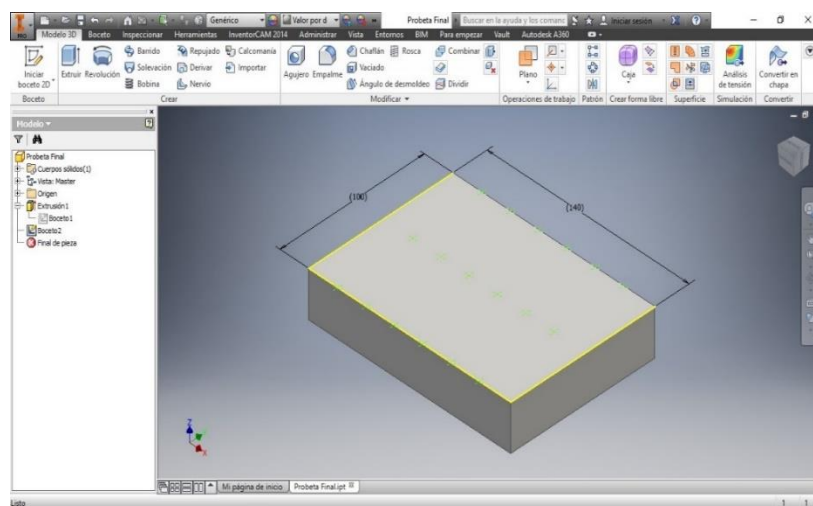 PRO
Genérico
Valor por d
Probeta Final
Buscar en la ayuda y los comanc
Iniciar sesión
Modelo 3D Boceto Inspeccionar Herramientas InventorCAM 2014 Administrar Vista Entornos BIM Para empezar Vault Autodesk A360
Iniciar
boceto 2D
Extruir
Revolución
Barrido
Solevación
Bobina
Repujado
Derivar
Nervio
Calcomanía
Importar
Agujero
Empalme
Chaflán
Vaciado
Ángulo de desmoldeo
Rosca
Combinar
Dividir
Plano
Caja
Análisis
de tensión
Convertir en
chapa
Boceto Crear Modificar Operaciones de trabajo Patrón Crear forma libre Superficie Simulación Convertir
Modelo
Probeta Final
Cuerpos sólidos(1)
Vista: Master
Origen
Extrusión1
Boceto1
Boceto2
Final de pieza
(100)
(140)
Z
X
Mi página de inicio
Probeta Final.ipt
Listo
1 1